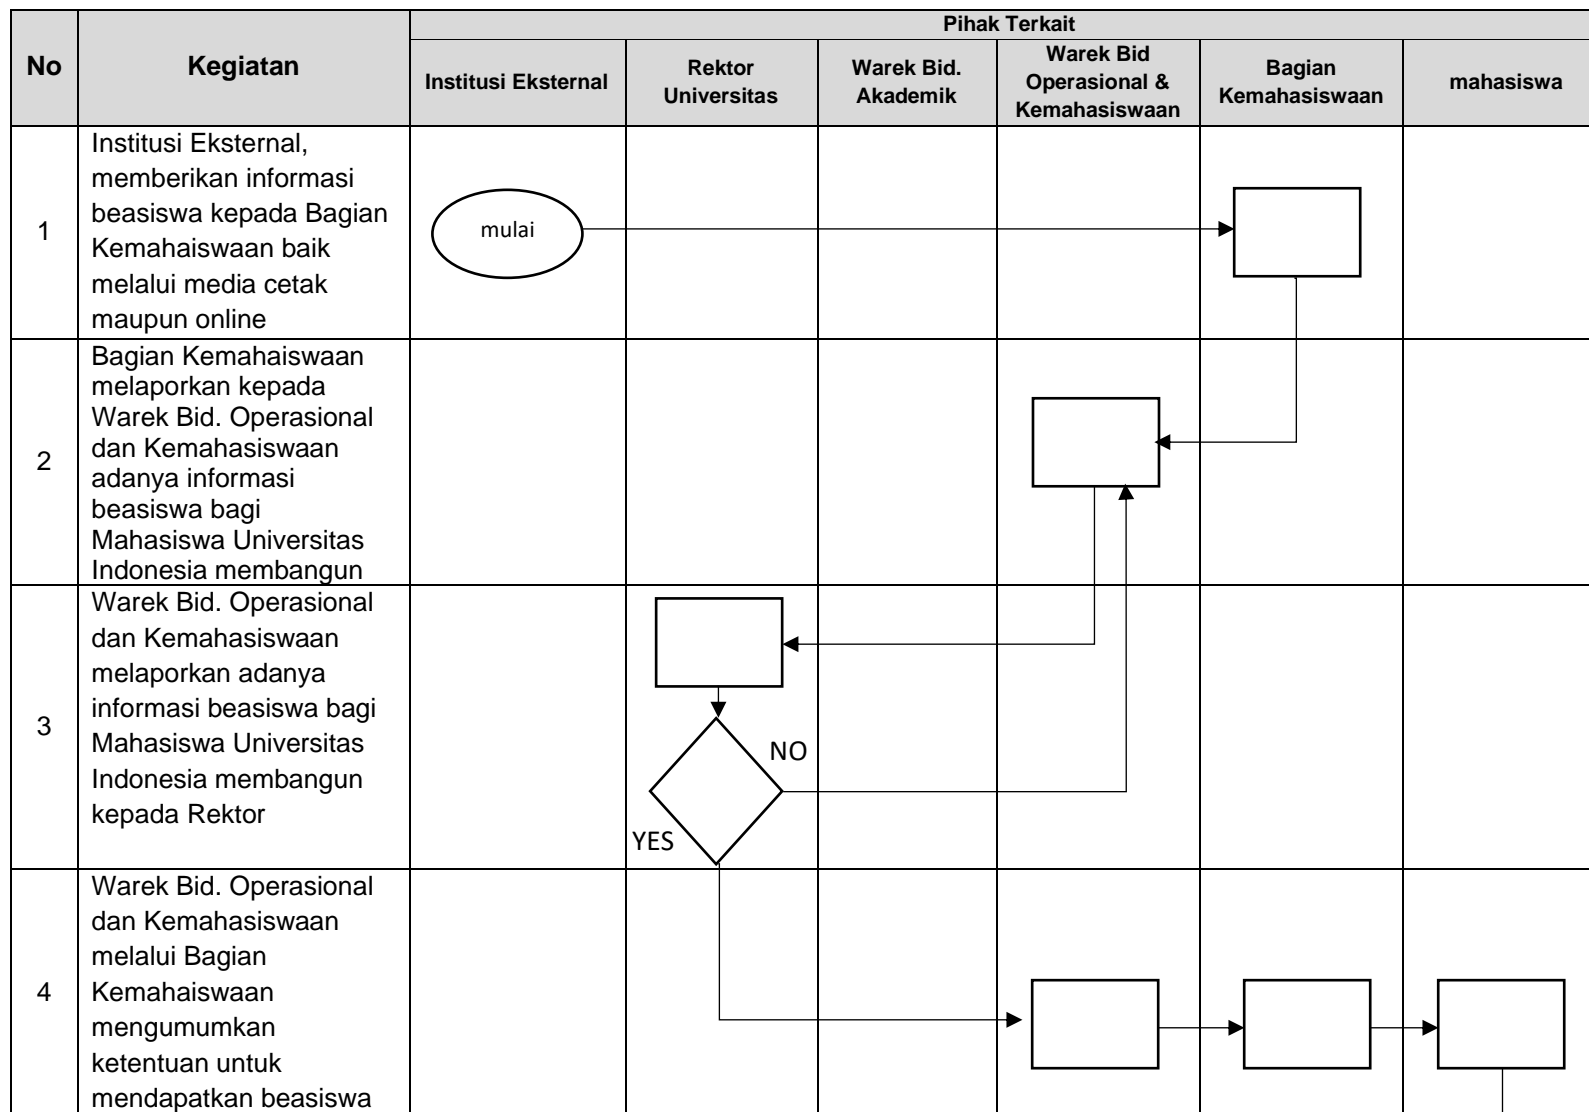 No
Kegiatan
Pihak Terkait
Institusi Eksternal
Rektor
Universitas
Warek Bid.
Akademik
Warek Bid
Operasional &
Kemahasiswaan
Bagian
Kemahasiswaan
mahasiswa
1
Institusi Eksternal,
memberikan informasi
beasiswa kepada Bagian
Kemahaiswaan baik
melalui media cetak
maupun online
mulai
2
Bagian Kemahaiswaan
melaporkan kepada
Warek Bid. Operasional
dan Kemahasiswaan
adanya informasi
beasiswa bagi
Mahasiswa Universitas
Indonesia membangun
3
Warek Bid. Operasional
dan Kemahasiswaan
melaporkan adanya
informasi beasiswa bagi
Mahasiswa Universitas
Indonesia membangun
kepada Rektor
NO
YES
4
Warek Bid. Operasional
dan Kemahasiswaan
melalui Bagian
Kemahaiswaan
mengumumkan
ketentuan untuk
mendapatkan beasiswa